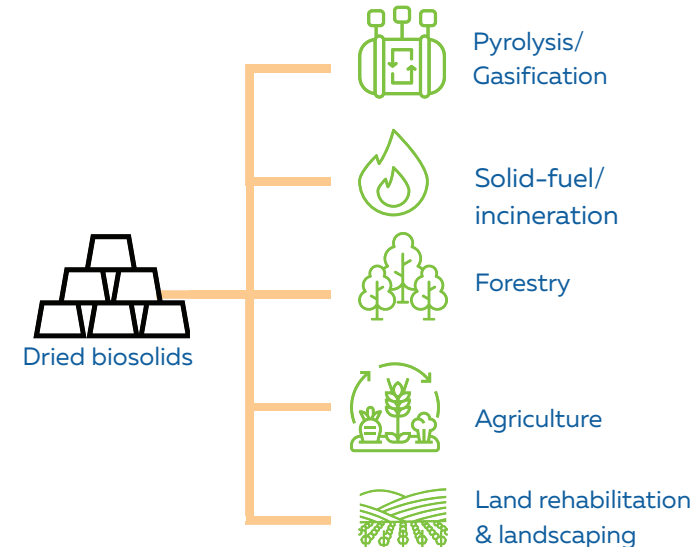 Pyrolysis/
Gasification
Solid-fuel/
incineration
Forestry
Dried biosolids
Agriculture
Land rehabilitation
& landscaping